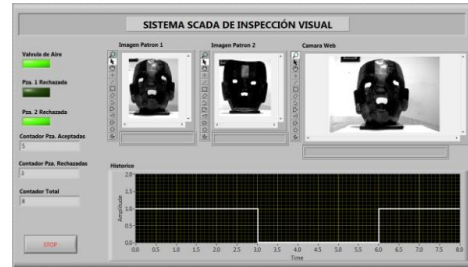 SISTEMA SCADA DE INSPECCIÓN VISUAL
Imagen Patron 1
Imagen Patron 2
Camara Web
Valvula de Aire
Pza. 1 Rechazada
Pza. 2 Rechazada
Contador Pza. Aceptadas
5
Contador Pza. Rechazadas
3
Contador Total
8
STOP
Historico
Amplitude
2.0
1.5
1.0
0.5
0.0
0.0 0.5 1.0 1.5 2.0 2.5 3.0 3.5 4.0 4.5 5.0 5.5 6.0 6.5 7.0 7.5 8.0
Time